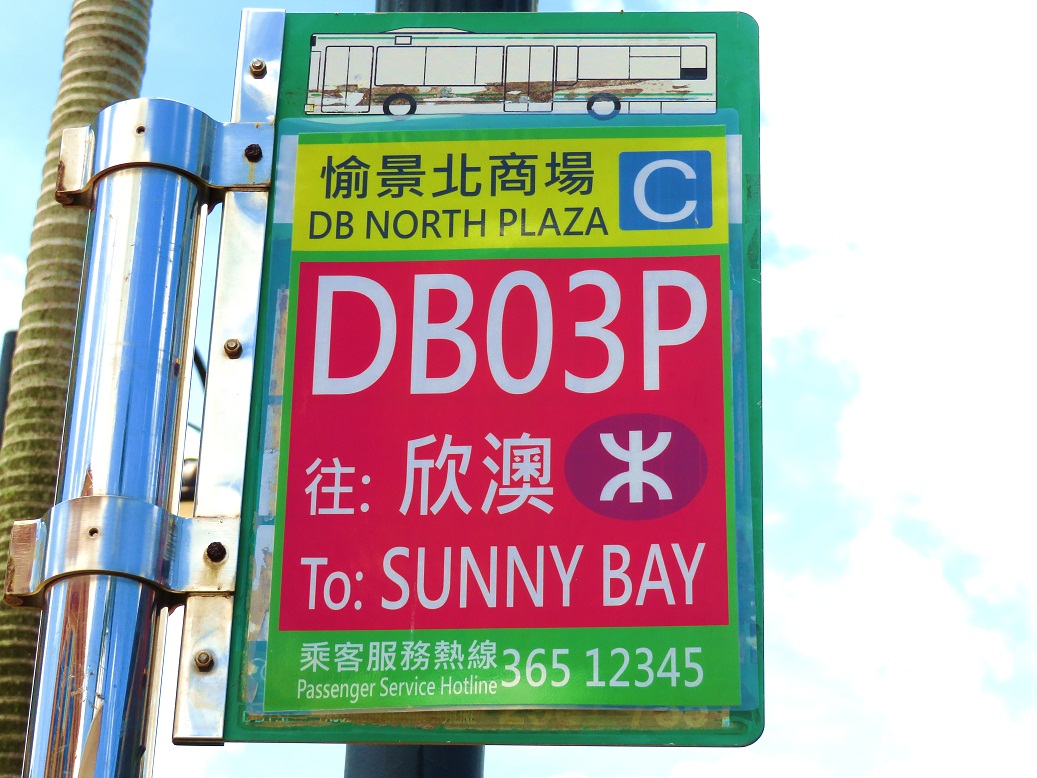 愉景北商場
DB NORTH PLAZA
C
DB03P
往: 欣澳
To: SUNNY BAY
乘客服務熱線
Passenger Service Hotline
365 12345